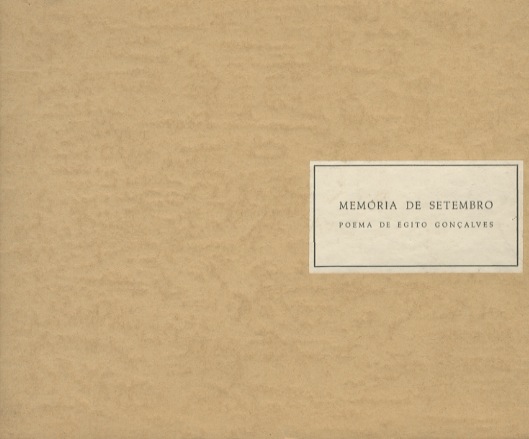 MEMÓRIA DE SETEMBRO
POEMA DE EGITO GONÇALVES